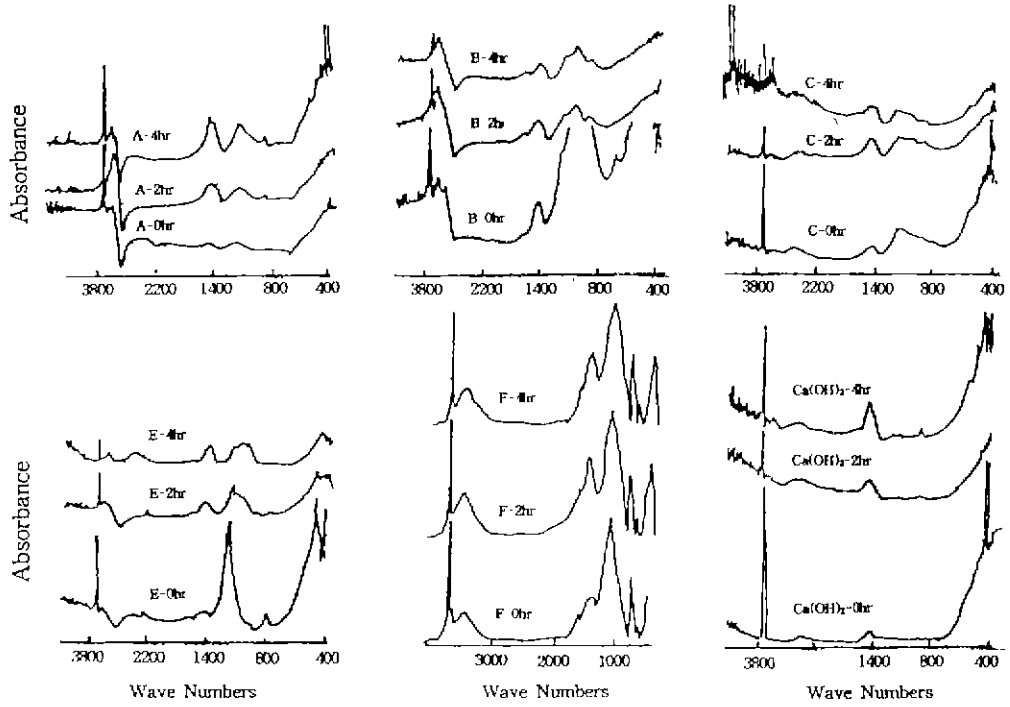 Absorbance
A-4hr
A-2hr
A-0hr
3800 2200 1400 800 400
B-4hr
B 2hr
B 0hr
3800 2200 1400 800 400
C-4hr
C-2hr
C-0hr
3800 2200 1400 800 400
Absorbance
E-4hr
E-2hr
E-0hr
3800 2200 1400 800 400
Wave Numbers
F-4hr
F-2hr
F 0hr
3000 2000 1000
Wave Numbers
Ca(OH)₂-4hr
Ca(OH)₂-2hr
Ca(OH)₂-0hr
3800 1400 800 400
Wave Numbers